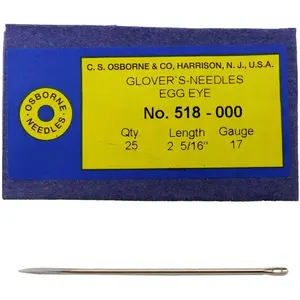 C. S. OSBORNE & CO, HARRISON, N. J., U.S.A.
GLOVER`S-NEEDLES
EGG EYE
No. 518 - 000
Qty Length Gauge
25 2 5/16" 17
OSBORNE
NEEDLES